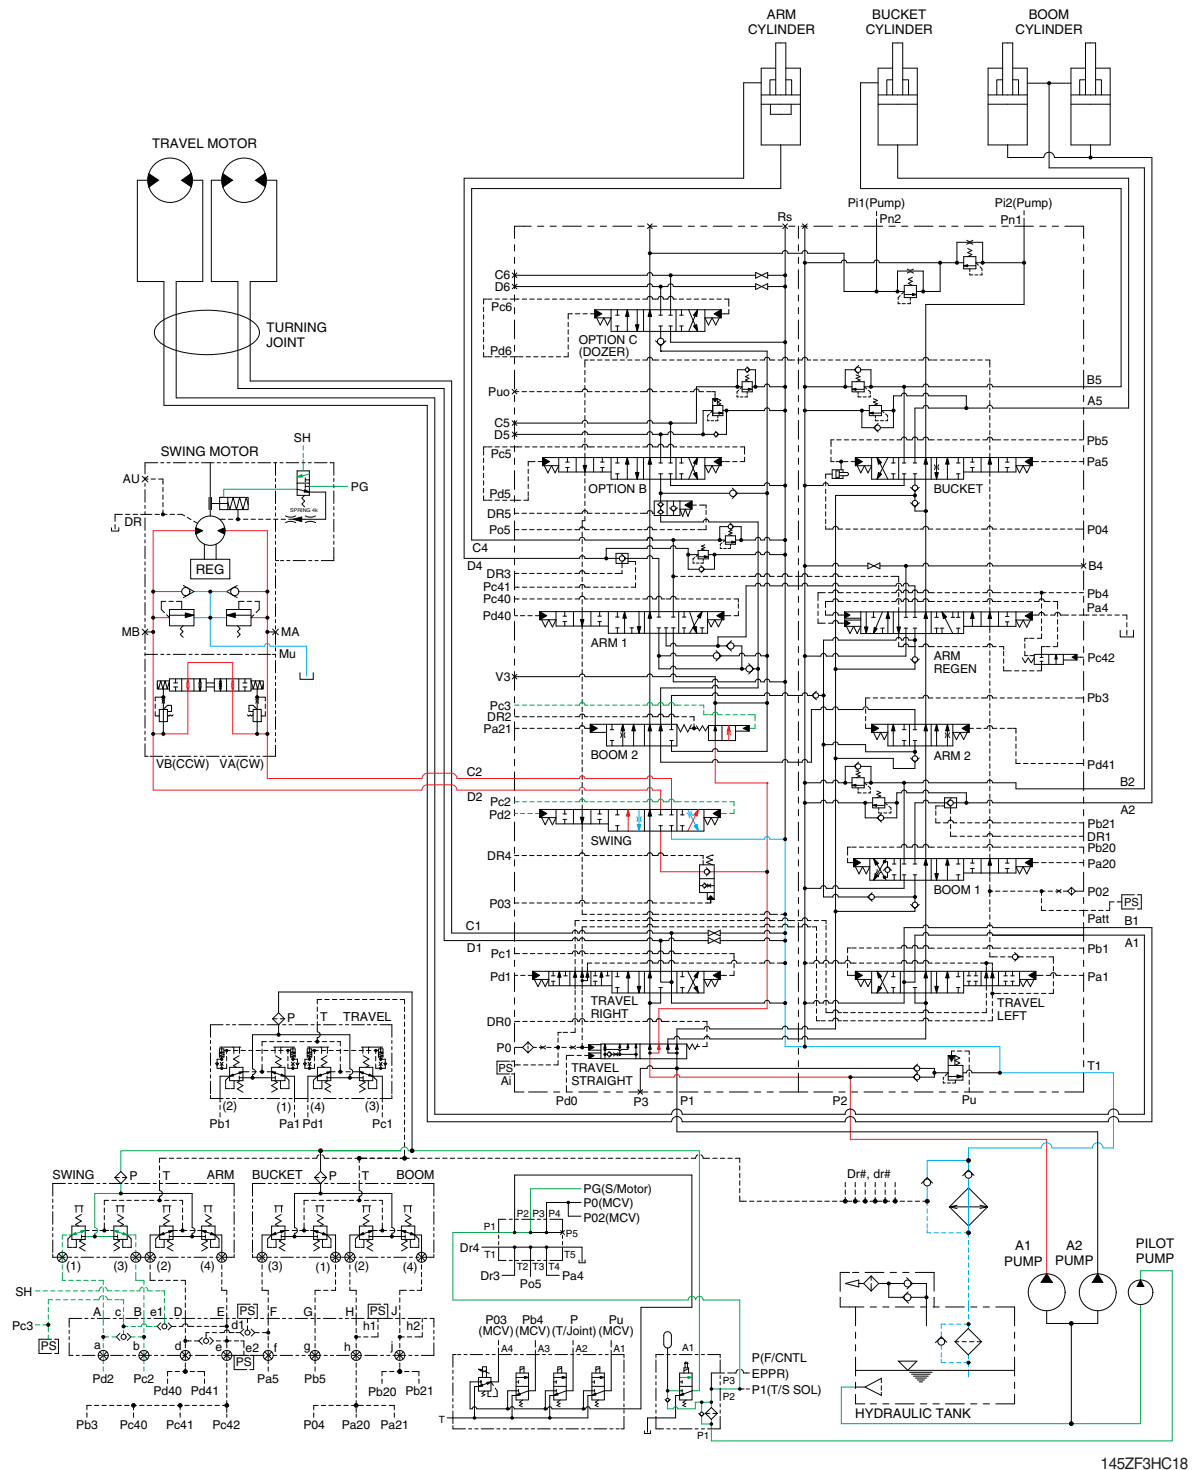 ARM
CYLINDER
BUCKET
CYLINDER
BOOM
CYLINDER
TRAVEL MOTOR
TURNING
JOINT
Pi1(Pump)
Pn2
Pi2(Pump)
Pn1
Rs
C6
D6
Pc6
Pd6
OPTION C
(DOZER)
Puo
C5
D5
Pc5
Pd5
OPTION B
DR5
Po5
B5
A5
Pb5
Pa5
BUCKET
P04
SWING MOTOR
SH
AU
PG
SPRING 4k
DR
REG
MB
MA
Mu
VB(CCW)
VA(CW)
C4
D4
DR3
Pc41
Pc40
Pd40
ARM 1
B4
Pb4
Pa4
ARM
REGEN
Pc42
V3
Pc3
DR2
Pa21
BOOM 2
Pb3
ARM 2
Pd41
C2
D2
Pc2
Pd2
SWING
B2
A2
Pb21
DR1
Pb20
Pa20
BOOM 1
DR4
P03
P02
PS
Patt
C1
D1
Pc1
Pd1
TRAVEL
RIGHT
B1
A1
Pb1
Pa1
TRAVEL
LEFT
DR0
P0
PS
Ai
TRAVEL
STRAIGHT
Pd0
P3
P1
P2
Pu
T1
P
T
TRAVEL
(2)
(1)
(4)
(3)
Pb1
Pa1
Pd1
Pc1
SWING
P
T
ARM
BUCKET
P
T
BOOM
(1)
(3)
(2)
(4)
(3)
(1)
(2)
(4)
SH
Pc3
PS
A
c
B
e1
D
E
PS
F
G
H
PS
J
d1
h1
h2
a
b
d
e
e2
f
g
h
j
PS
Pd2
Pc2
Pd40
Pd41
Pa5
Pb5
Pb20
Pb21
Pb3
Pc40
Pc41
Pc42
P04
Pa20
Pa21
PG(S/Motor)
P0(MCV)
P02(MCV)
P1
P2
P3
P4
P5
Dr4
T1
T5
T2
T3
T4
Dr3
Po5
Pa4
P03
(MCV)
Pb4
(MCV)
P
(T/Joint)
Pu
(MCV)
A4
A3
A2
A1
T
A1
P(F/CNTL
EPPR)
P3
P2
P1(T/S SOL)
P1
Dr#, dr#
A1
PUMP
A2
PUMP
PILOT
PUMP
HYDRAULIC TANK
145ZF3HC18